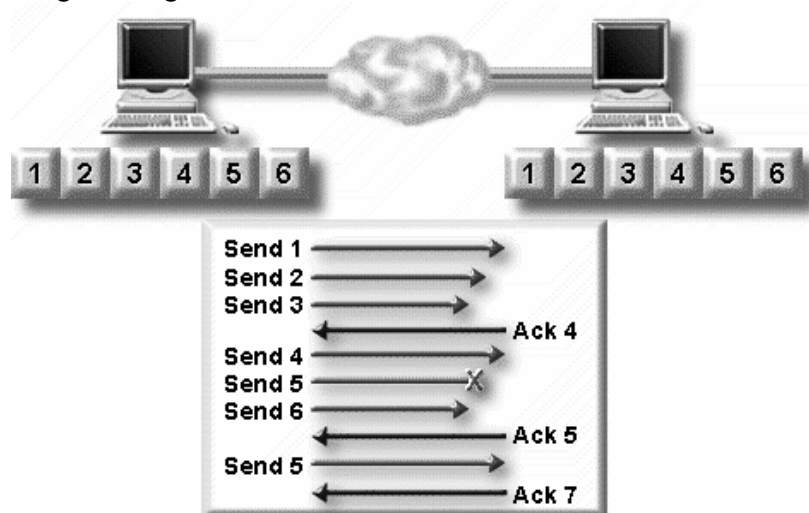 1 2 3 4 5 6 1 2 3 4 5 6
Send 1
Send 2
Send 3
Ack 4
Send 4
Send 5 X
Send 6
Ack 5
Send 5
Ack 7